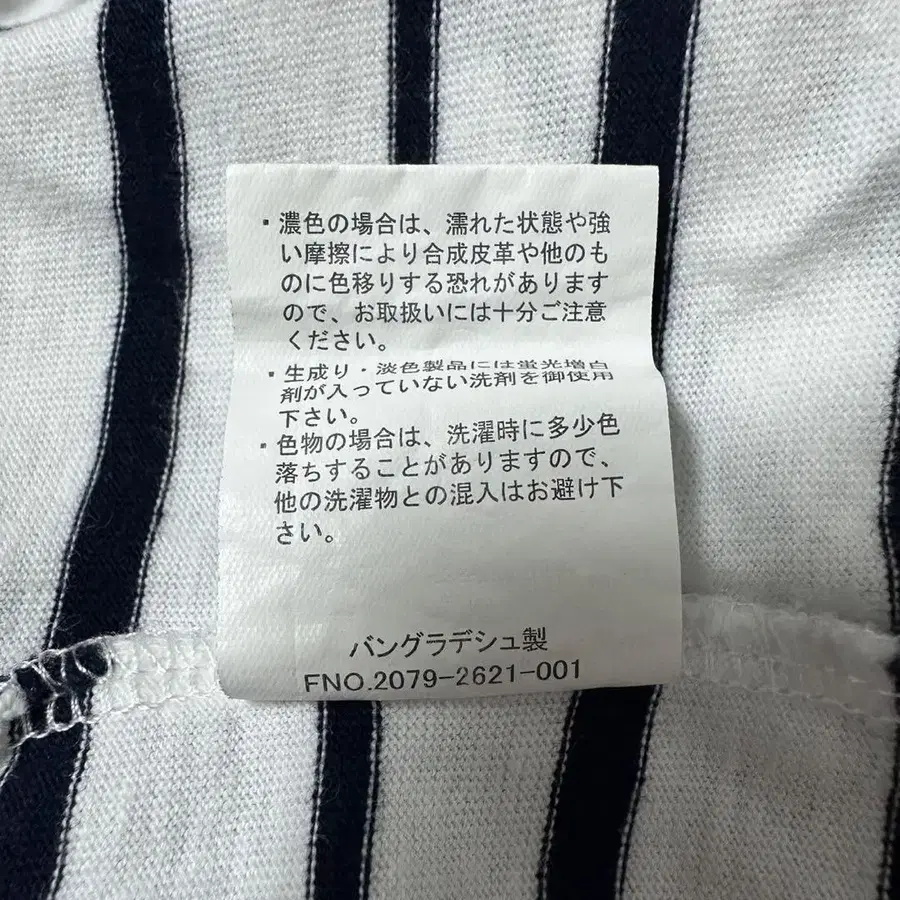 ・濃色の場合は、濡れた状態や強
い摩擦により合成皮革や他のも
のに色移りする恐れがあります
ので、お取扱いには十分ご注意
ください。
・生成り・淡色製品には蛍光増白
剤が入っていない洗剤を御使用
下さい。
・色物の場合は、洗濯時に多少色
落ちすることがありますので、
他の洗濯物との混入はお避け下
さい。
バングラデシュ製
FNO.2079-2621-001